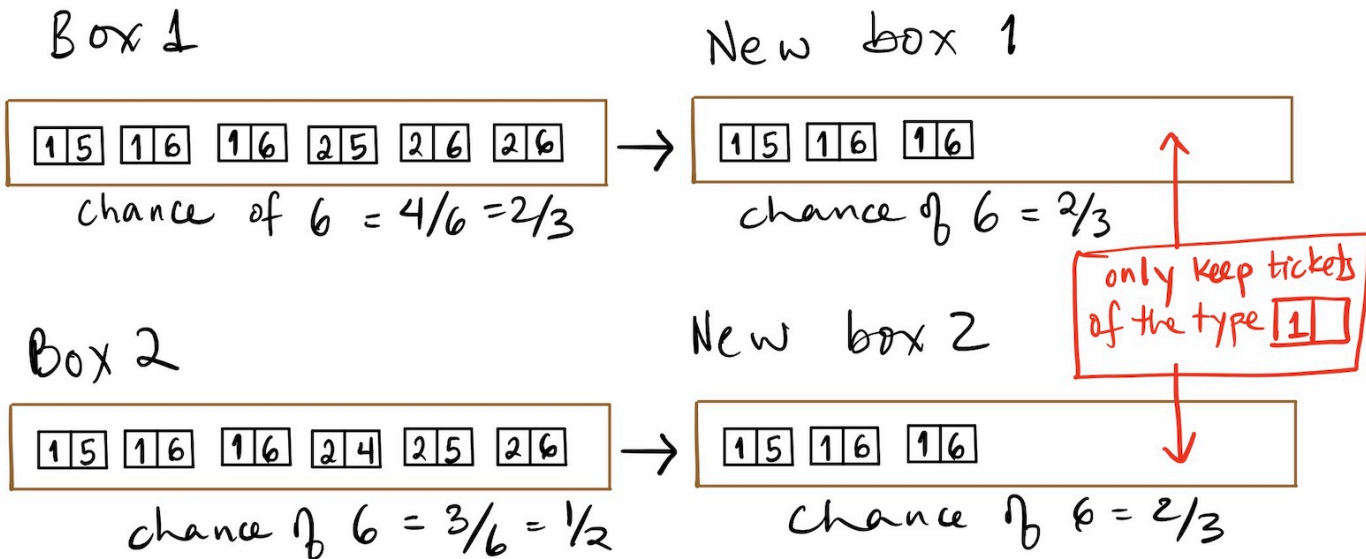 Box 1
1 5 1 6 1 6 2 5 2 6 2 6
chance of 6 = 4/6 = 2/3
New box 1
1 5 1 6 1 6
chance of 6 = 2/3
only keep tickets
of the type 1
Box 2
1 5 1 6 1 6 2 4 2 5 2 6
chance of 6 = 3/6 = 1/2
New box 2
1 5 1 6 1 6
chance of 6 = 2/3